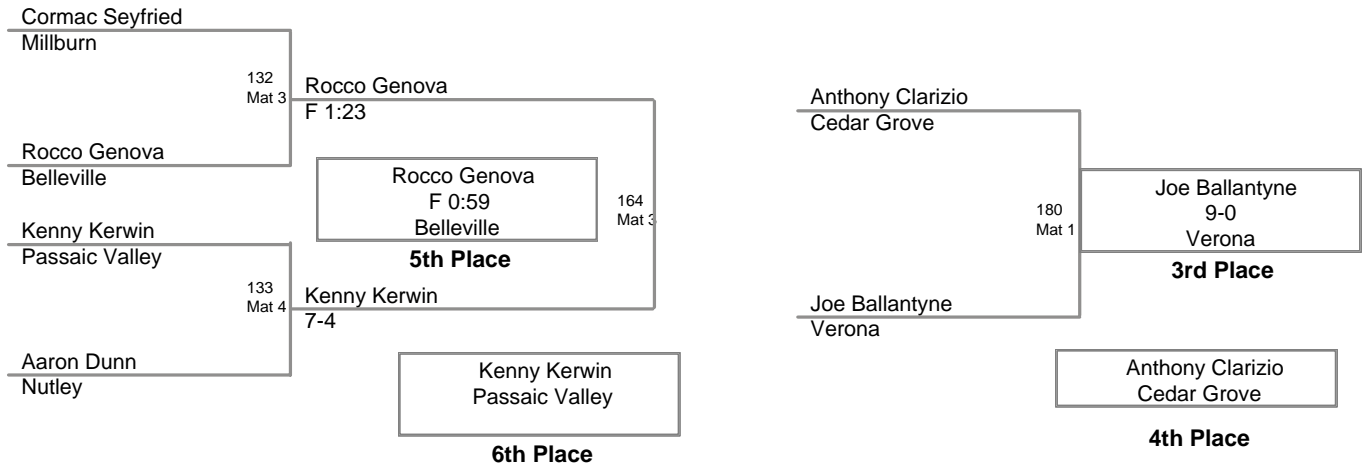 Cormac Seyfried
Millburn
132
Mat 3
Rocco Genova
F 1:23
Rocco Genova
Belleville
Rocco Genova
F 0:59
Belleville
5th Place
164
Mat 3
Kenny Kerwin
Passaic Valley
133
Mat 4
Kenny Kerwin
7-4
Aaron Dunn
Nutley
Kenny Kerwin
Passaic Valley
6th Place
Anthony Clarizio
Cedar Grove
180
Mat 1
Joe Ballantyne
9-0
Verona
3rd Place
Joe Ballantyne
Verona
Anthony Clarizio
Cedar Grove
4th Place